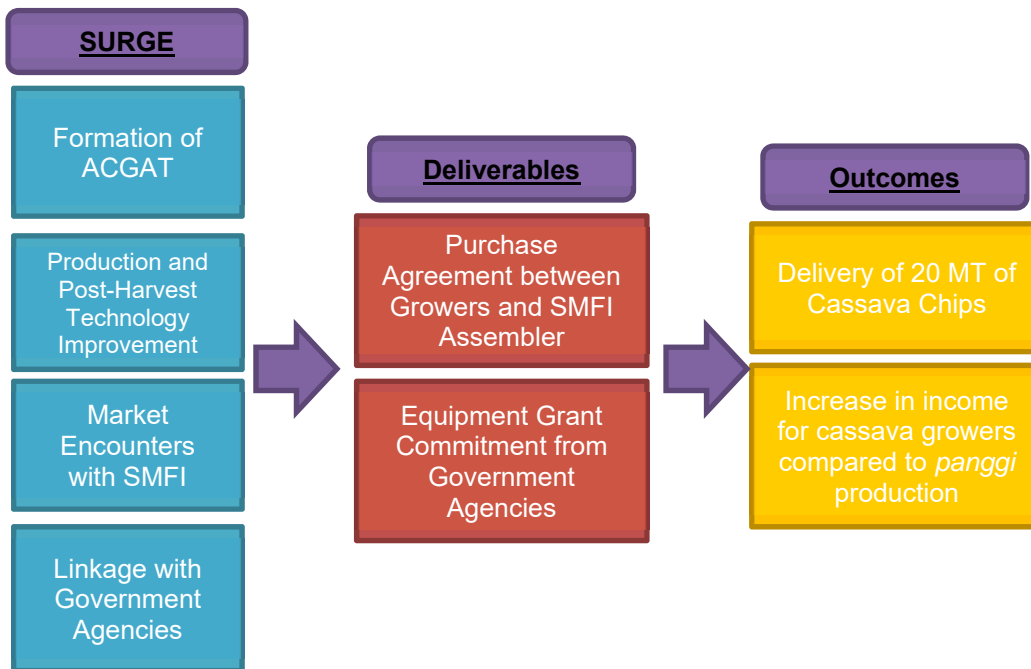 SURGE
Formation of
ACGAT
Production and
Post-Harvest
Technology
Improvement
Market
Encounters
with SMFI
Linkage with
Government
Agencies
Deliverables
Purchase
Agreement between
Growers and SMFI
Assembler
Equipment Grant
Commitment from
Government
Agencies
Outcomes
Delivery of 20 MT of
Cassava Chips
Increase in income
for cassava growers
compared to panggi
production